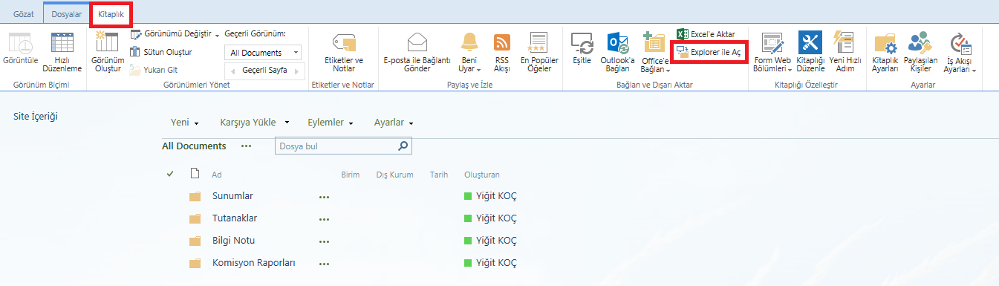 Gözat Dosyalar Kitaplık
Görüntüle
Hızlı
Düzenleme
Görünüm Biçimi
Görünüm
Oluştur
Görünümü Değiştir
Sütun Oluştur
Yukarı Git
Geçerli Görünüm:
All Documents
Geçerli Sayfa
Görünümleri Yönet
Etiketler ve
Notlar
Etiketler ve Notlar
E-posta ile Bağlantı
Gönder
Beni
Uyar
RSS
Akışı
En Popüler
Öğeler
Paylaş ve İzle
Eşitle
Outlook'a
Bağlan
Office'e
Bağlan
Excel'e Aktar
Explorer ile Aç
Bağlan ve Dışarı Aktar
Form Web
Bölümleri
Kitaplığı
Düzenle
Yeni Hızlı
Adım
Kitaplığı Özelleştir
Kitaplık
Ayarları
Paylaşılan
Kişiler
İş Akışı
Ayarları
Ayarlar
Site İçeriği
Yeni Karşıya Yükle Eylemler Ayarlar
All Documents ••• Dosya bul
Ad Birim Dış Kurum Tarih Oluşturan
Sunumlar ••• Yiğit KOÇ
Tutanaklar ••• Yiğit KOÇ
Bilgi Notu ••• Yiğit KOÇ
Komisyon Raporları ••• Yiğit KOÇ